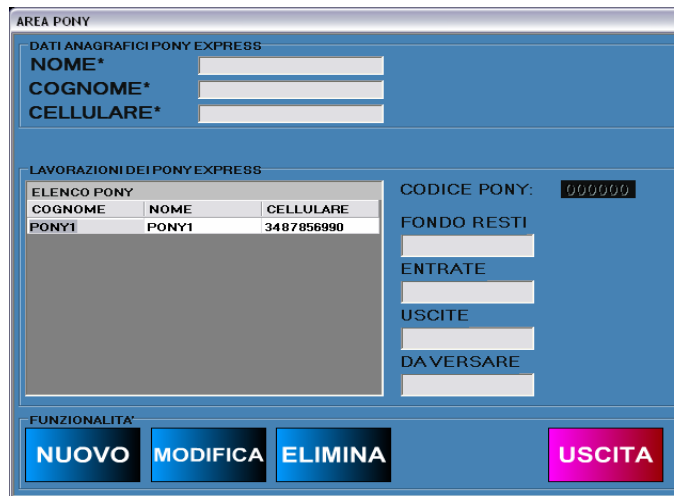 AREA PONY
DATI ANAGRAFICI PONY EXPRESS
NOME*
COGNOME*
CELLULARE*
LAVORAZIONI DEI PONY EXPRESS
ELENCO PONY
COGNOME NOME CELLULARE
PONY1 PONY1 3487856990
CODICE PONY: 000000
FONDO RESTI
ENTRATE
USCITE
DA VERSARE
FUNZIONALITA'
NUOVO MODIFICA ELIMINA USCITA